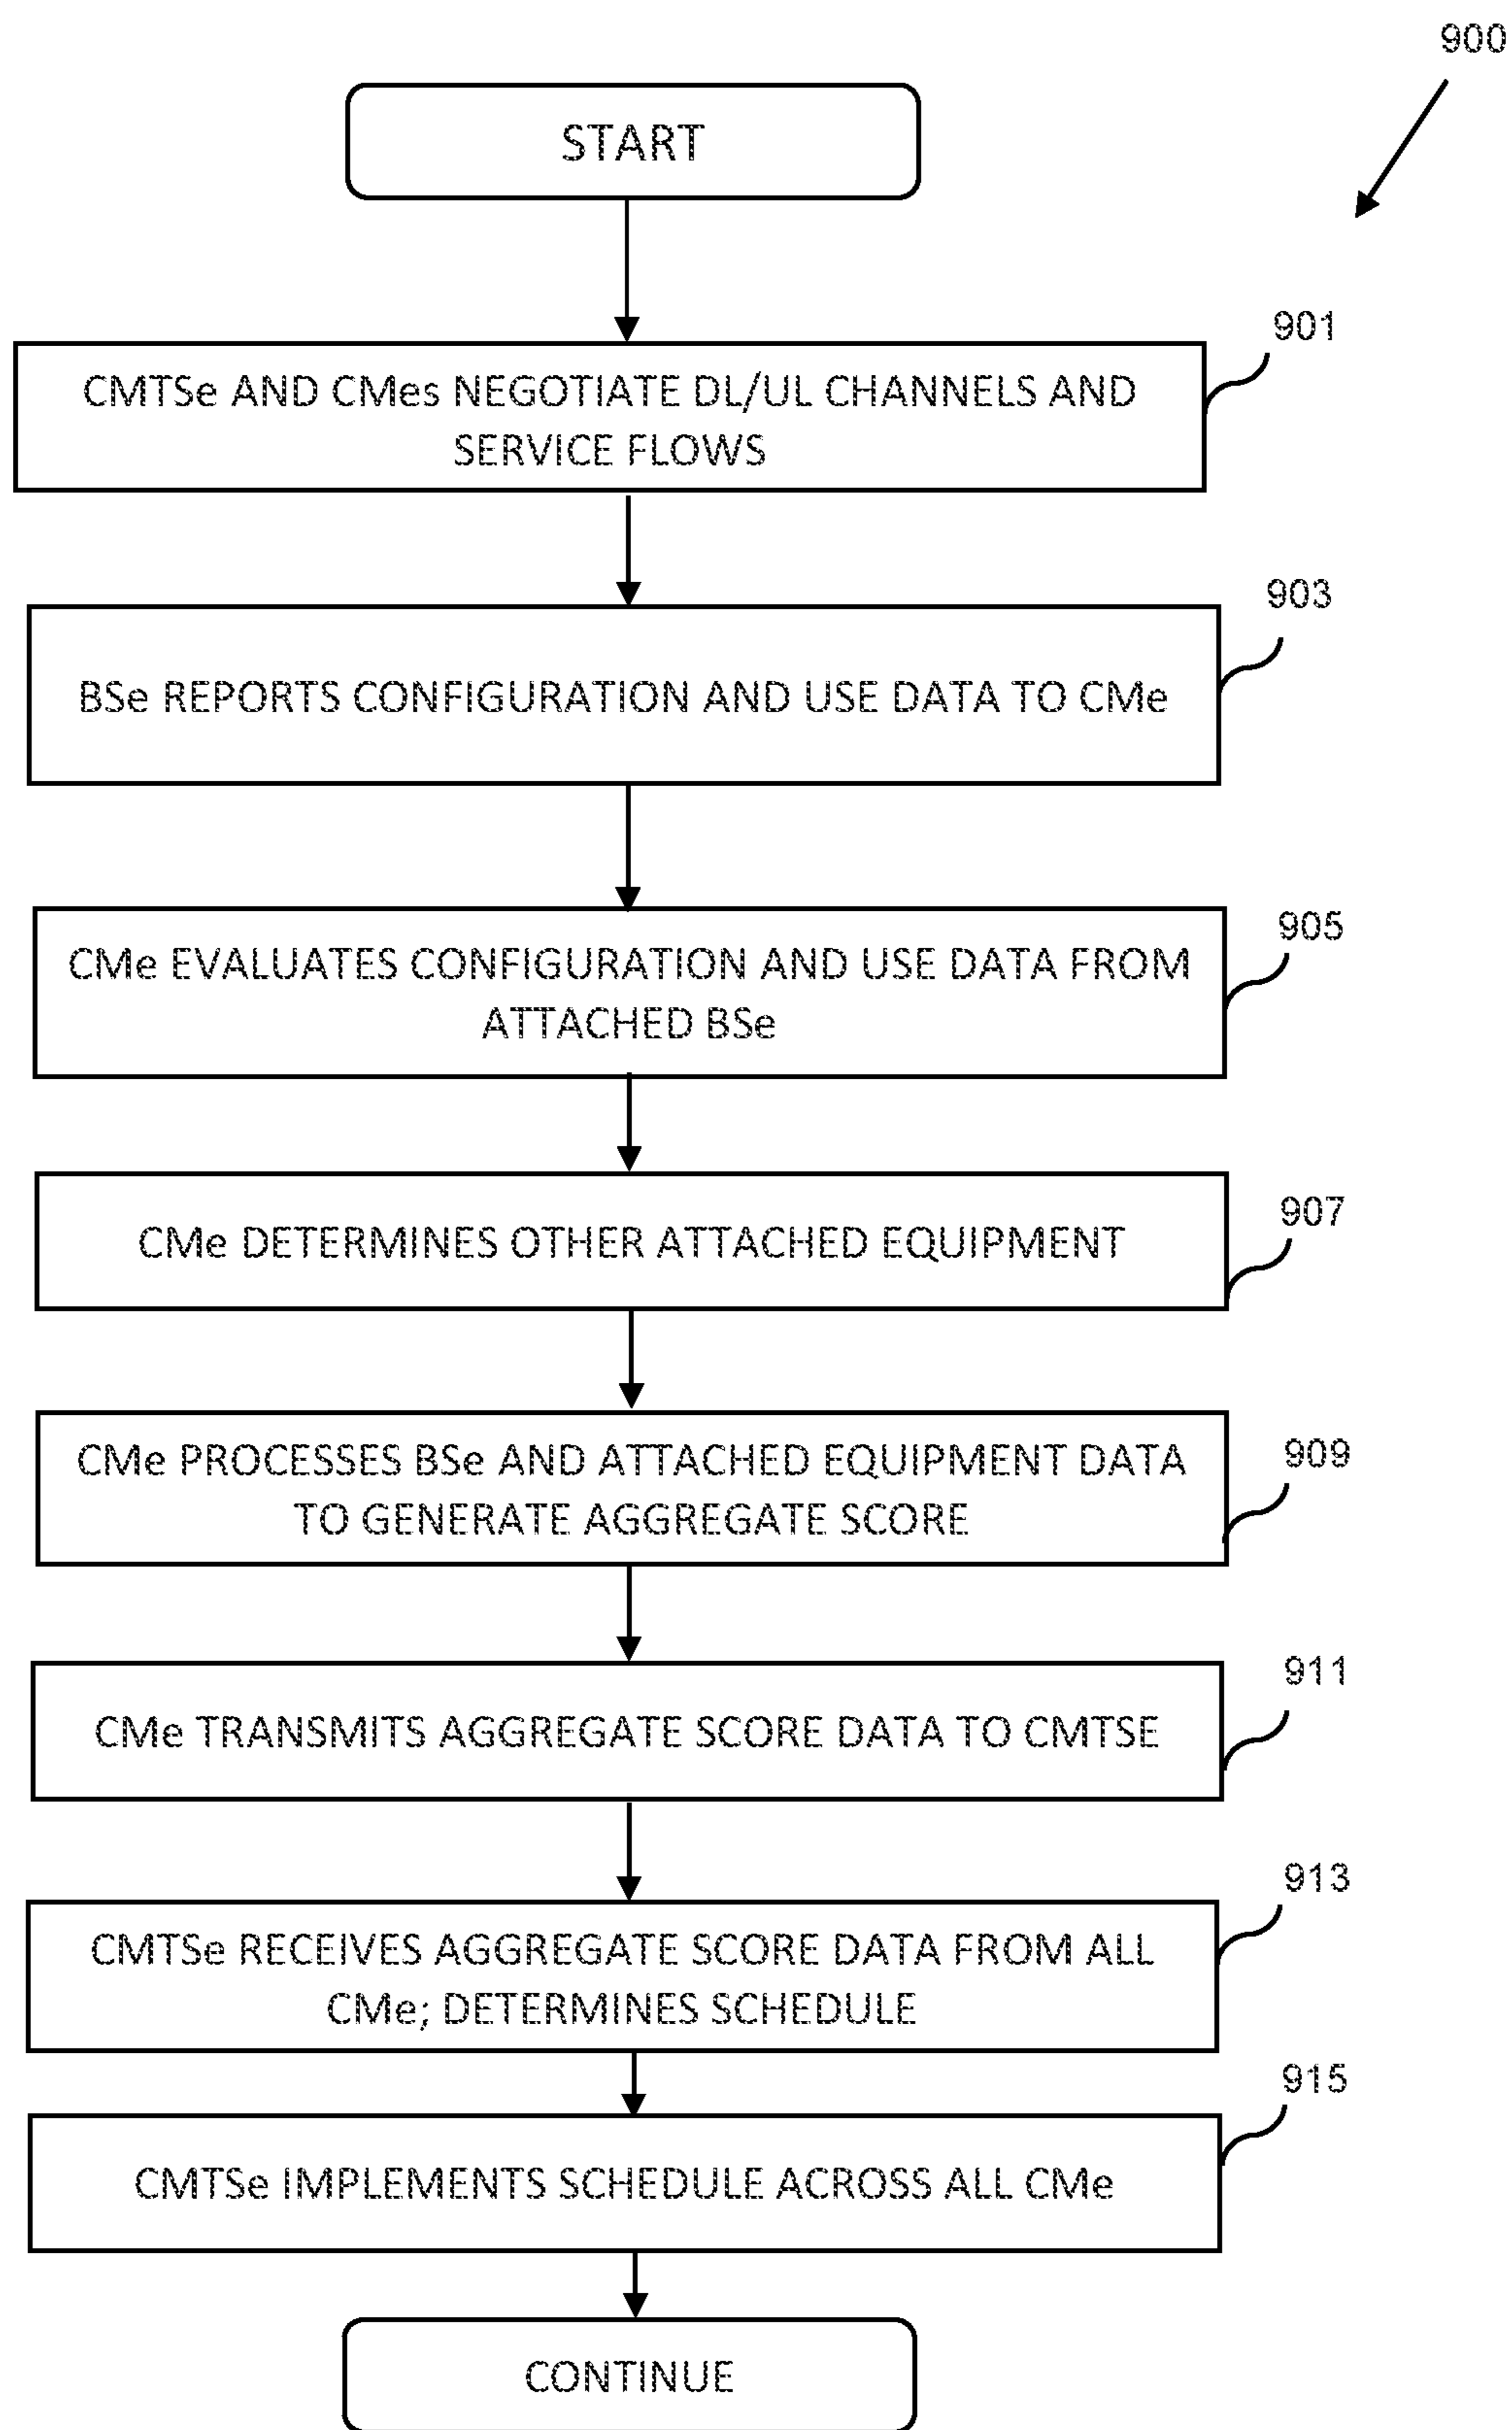 900
START
901
CMTSe AND CMes NEGOTIATE DL/UL CHANNELS AND
SERVICE FLOWS
903
BSe REPORTS CONFIGURATION AND USE DATA TO CMe
905
CMe EVALUATES CONFIGURATION AND USE DATA FROM
ATTACHED BSe
907
CMe DETERMINES OTHER ATTACHED EQUIPMENT
909
CMe PROCESSES BSe AND ATTACHED EQUIPMENT DATA
TO GENERATE AGGREGATE SCORE
911
CMe TRANSMITS AGGREGATE SCORE DATA TO CMTSE
913
CMTSe RECEIVES AGGREGATE SCORE DATA FROM ALL
CMe; DETERMINES SCHEDULE
915
CMTSe IMPLEMENTS SCHEDULE ACROSS ALL CMe
CONTINUE